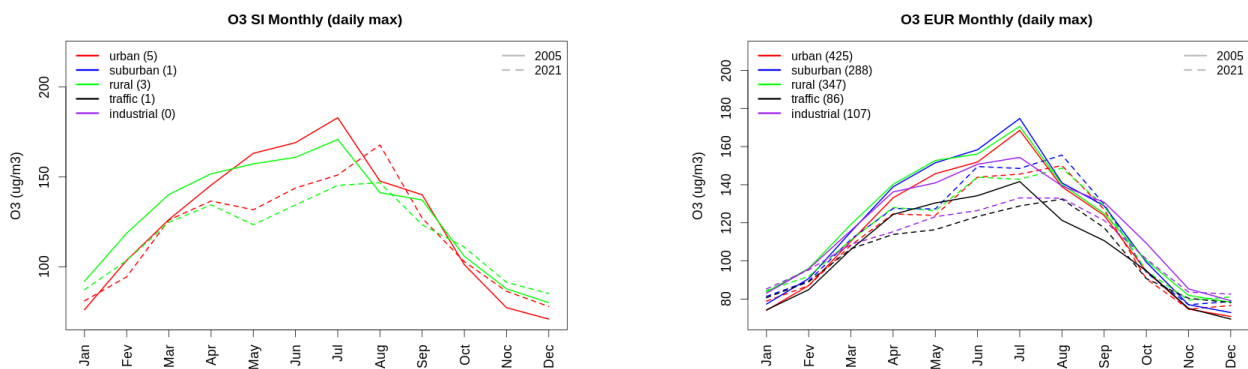 O3 SI Monthly (daily max)
urban (5)
suburban (1)
rural (3)
traffic (1)
industrial (0)
2005
2021
O3 (ug/m3)
200
150
100
Jan Fev Mar Apr May Jun Jul Aug Sep Oct Noc Dec
O3 EUR Monthly (daily max)
urban (425)
suburban (288)
rural (347)
traffic (86)
industrial (107)
2005
2021
O3 (ug/m3)
200
180
160
140
120
100
80
Jan Fev Mar Apr May Jun Jul Aug Sep Oct Noc Dec